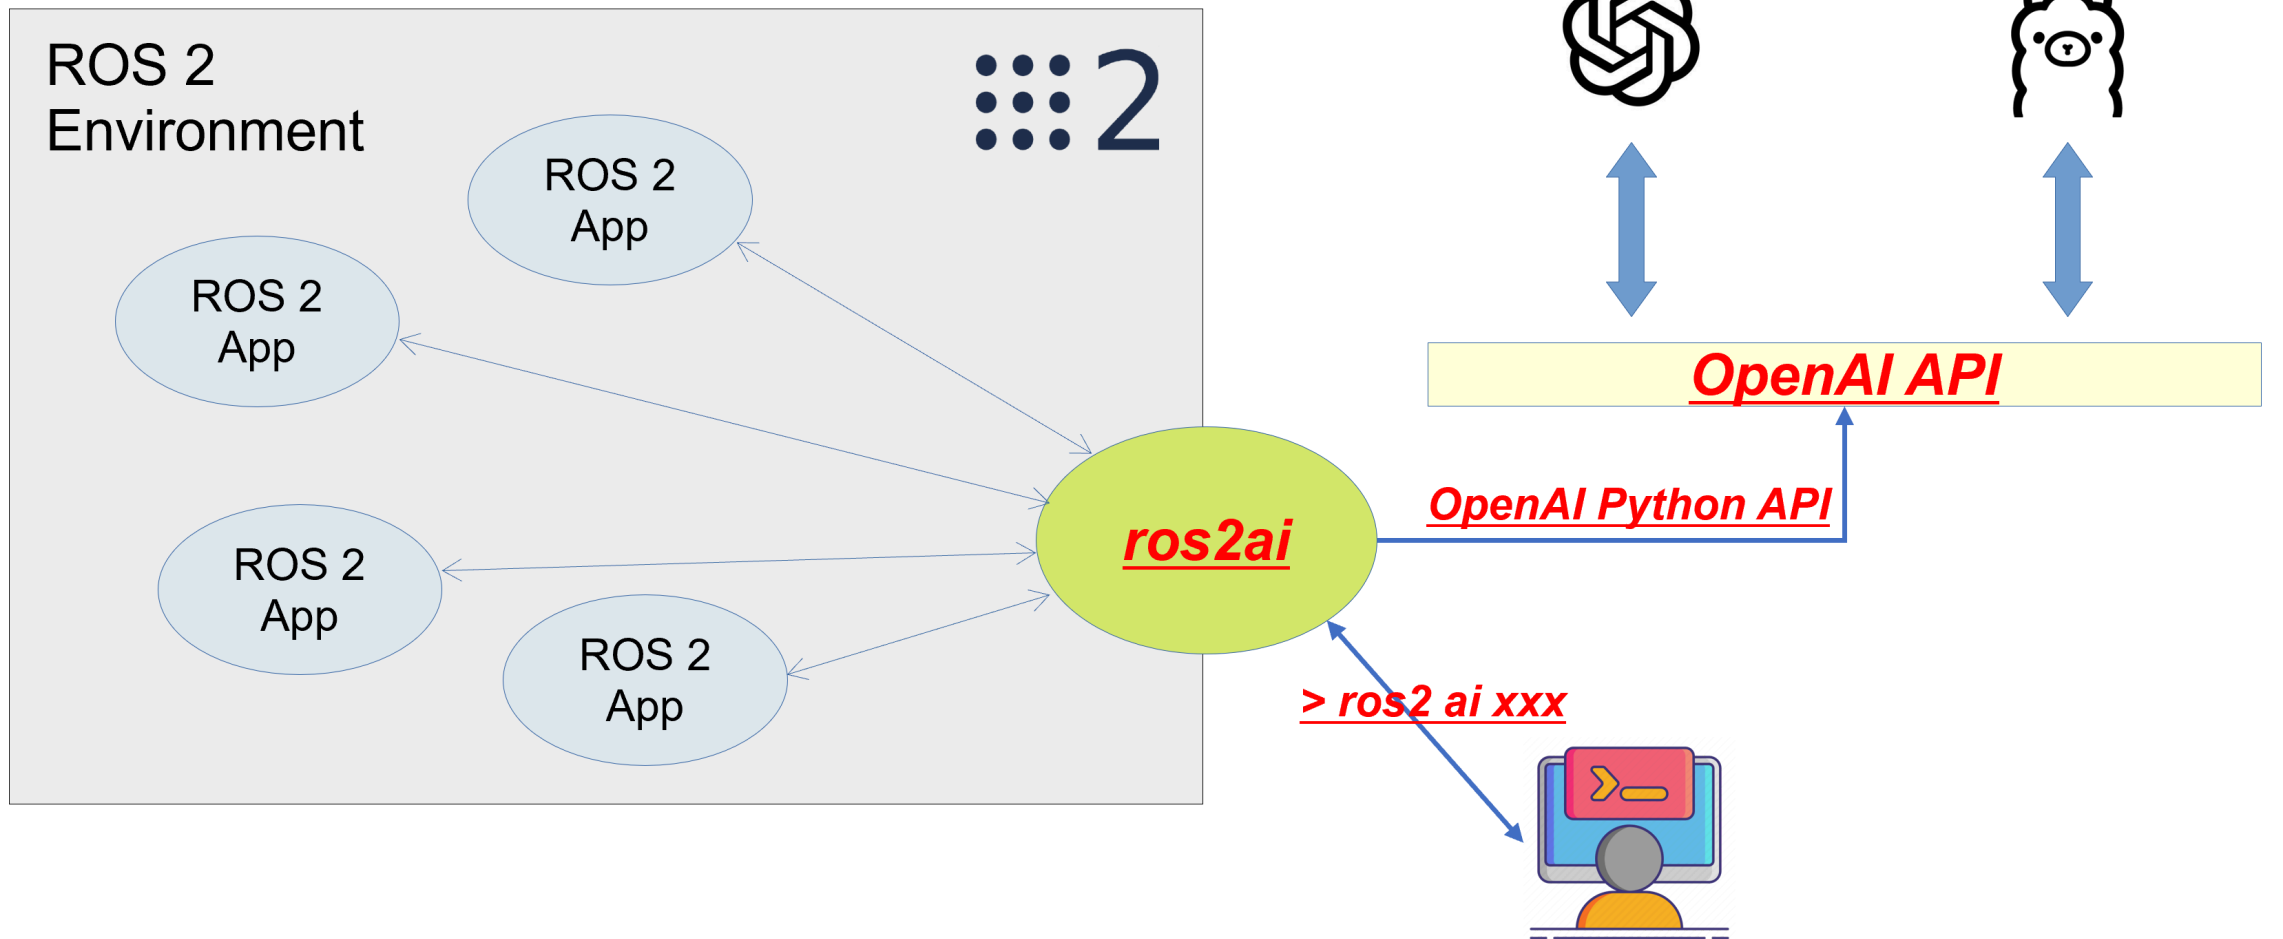 ROS 2
Environment
2
ROS 2
App
ROS 2
App
ROS 2
App
ROS 2
App
ros2ai
OpenAI API
OpenAI Python API
> ros2 ai xxx